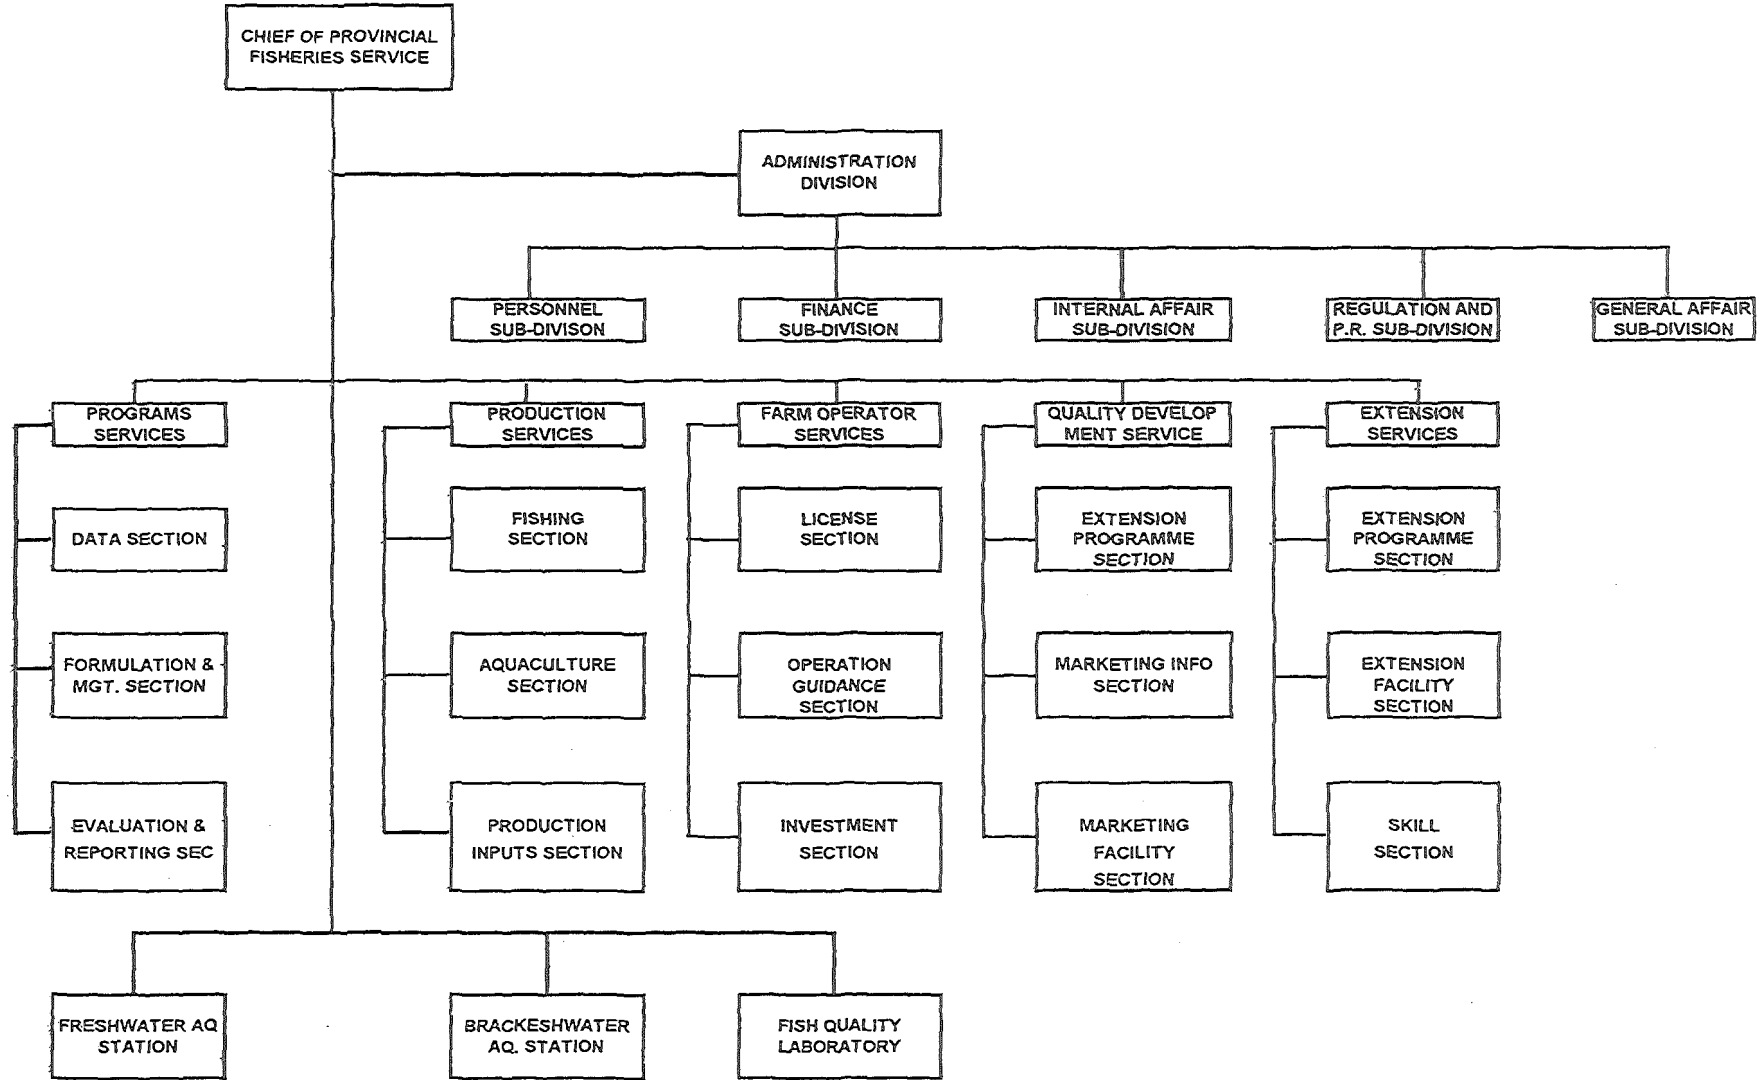 CHIEF OF PROVINCIAL
FISHERIES SERVICE
ADMINISTRATION
DIVISION
PERSONNEL
SUB-DIVISON
FINANCE
SUB-DIVISION
INTERNAL AFFAIR
SUB-DIVISION
REGULATION AND
P.R. SUB-DIVISION
GENERAL AFFAIR
SUB-DIVISION
PROGRAMS
SERVICES
PRODUCTION
SERVICES
FARM OPERATOR
SERVICES
QUALITY DEVELOP
MENT SERVICE
EXTENSION
SERVICES
DATA SECTION
FISHING
SECTION
LICENSE
SECTION
EXTENSION
PROGRAMME
SECTION
EXTENSION
PROGRAMME
SECTION
FORMULATION &
MGT. SECTION
AQUACULTURE
SECTION
OPERATION
GUIDANCE
SECTION
MARKETING INFO
SECTION
EXTENSION
FACILITY
SECTION
EVALUATION &
REPORTING SEC
PRODUCTION
INPUTS SECTION
INVESTMENT
SECTION
MARKETING
FACILITY
SECTION
SKILL
SECTION
FRESHWATER AQ
STATION
BRACKESHWATER
AQ. STATION
FISH QUALITY
LABORATORY